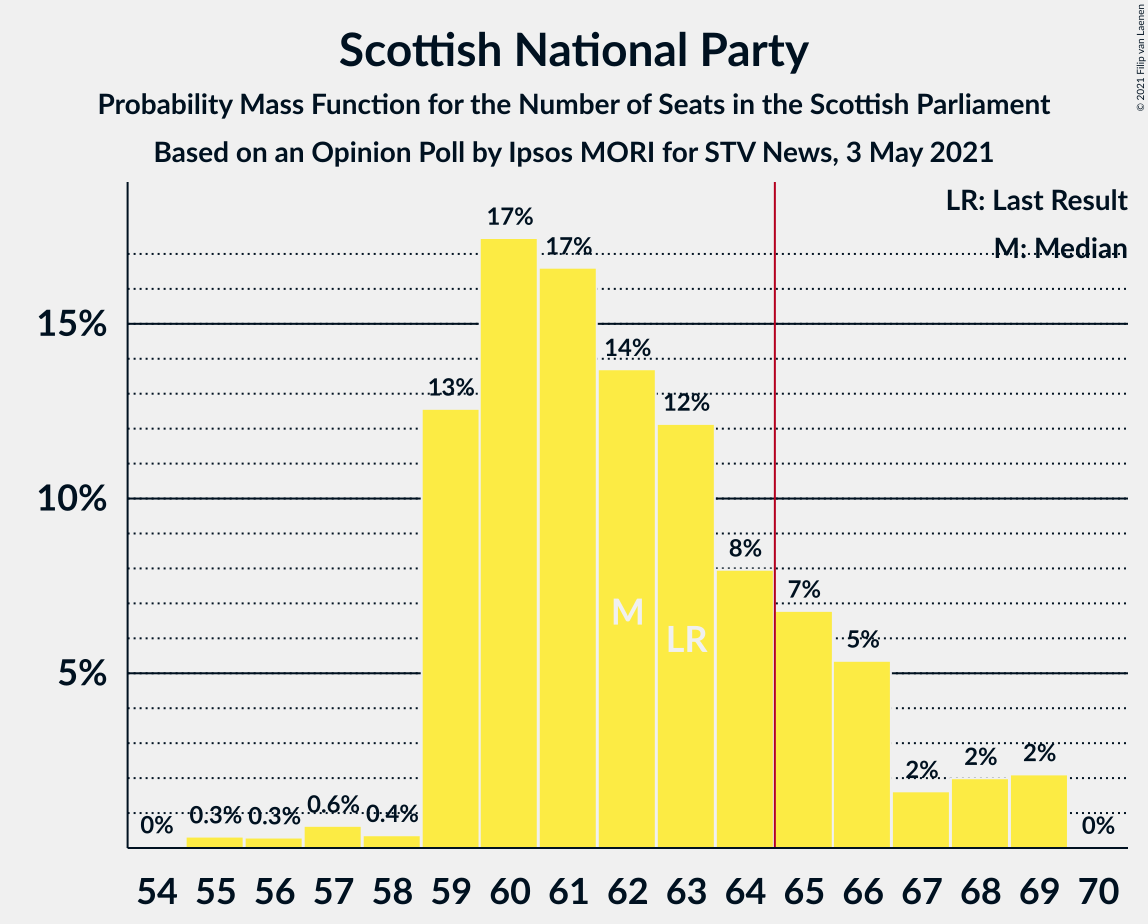 Scottish National Party
Probability Mass Function for the Number of Seats in the Scottish Parliament
Based on an Opinion Poll by Ipsos MORI for STV News, 3 May 2021
© 2021 Filip van Laenen
LR: Last Result
M: Median
15%
10%
5%
0%
0.3%
0.3%
0.6%
0.4%
13%
17%
17%
14%
12%
8%
7%
5%
2%
2%
2%
0%
M
LR
54 55 56 57 58 59 60 61 62 63 64 65 66 67 68 69 70